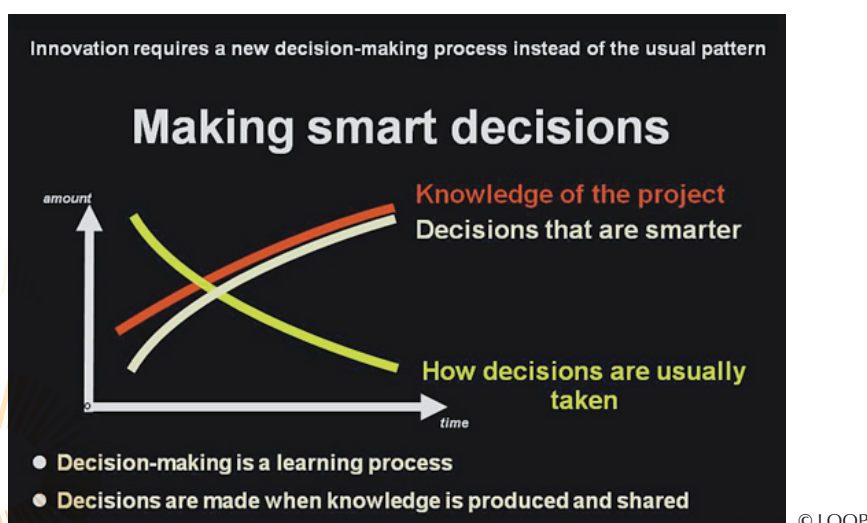 Innovation requires a new decision-making process instead of the usual pattern
Making smart decisions
amount
Knowledge of the project
Decisions that are smarter
How decisions are usually
taken
time
Decision-making is a learning process
Decisions are made when knowledge is produced and shared
© LOOP